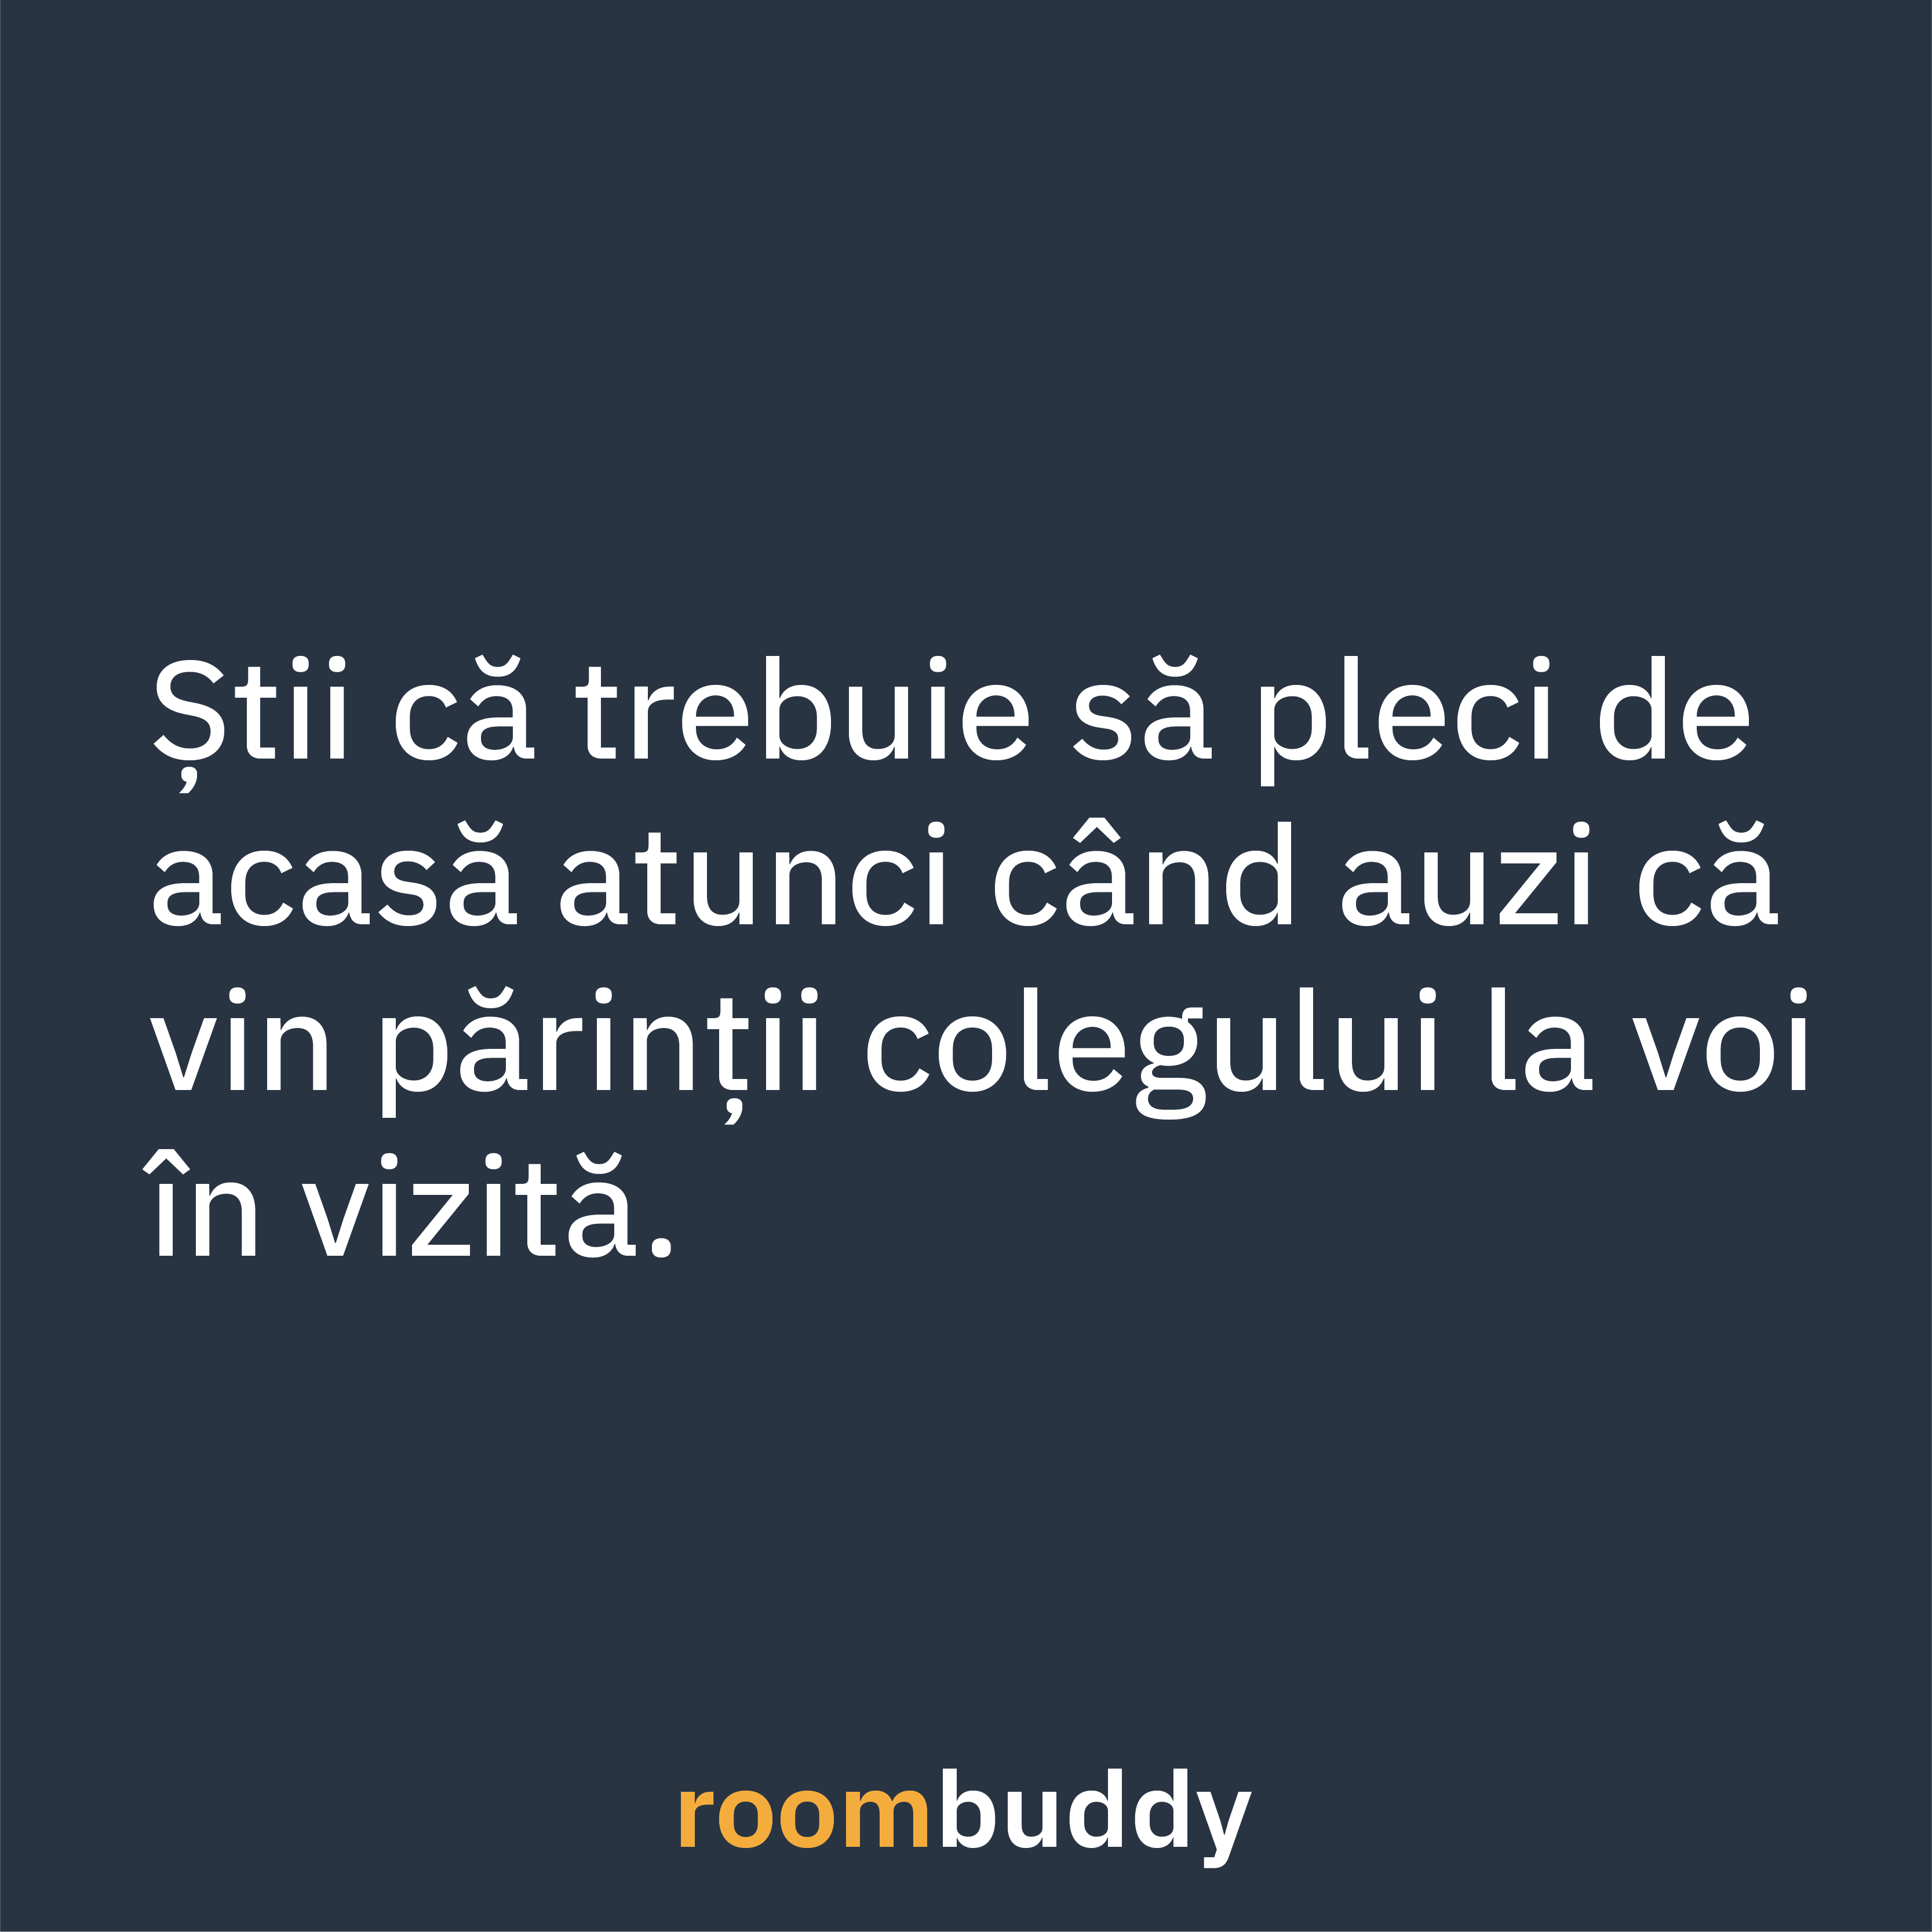 Știi că trebuie să pleci de
acasă atunci când auzi că
vin părinții colegului la voi
în vizită.
roombuddy